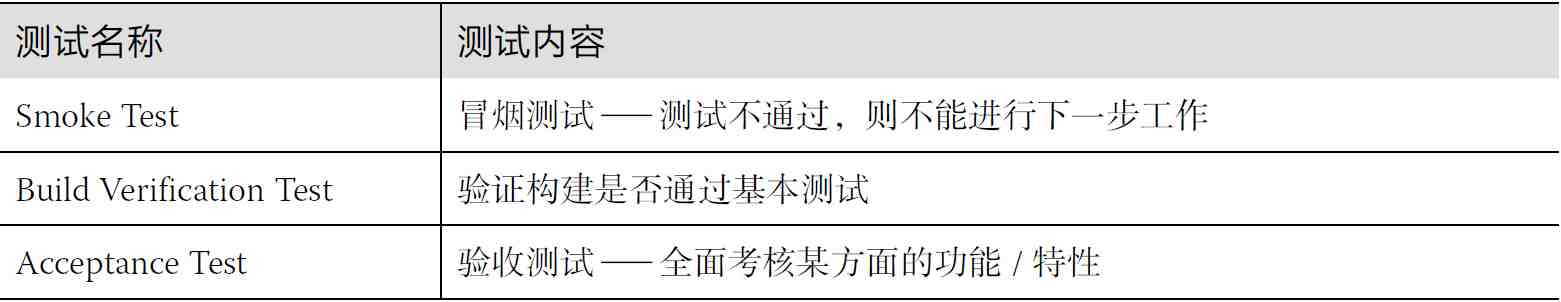 测试名称 测试内容
Smoke Test 冒烟测试——测试不通过，则不能进行下一步工作
Build Verification Test 验证构建是否通过基本测试
Acceptance Test 验收测试——全面考核某方面的功能 / 特性